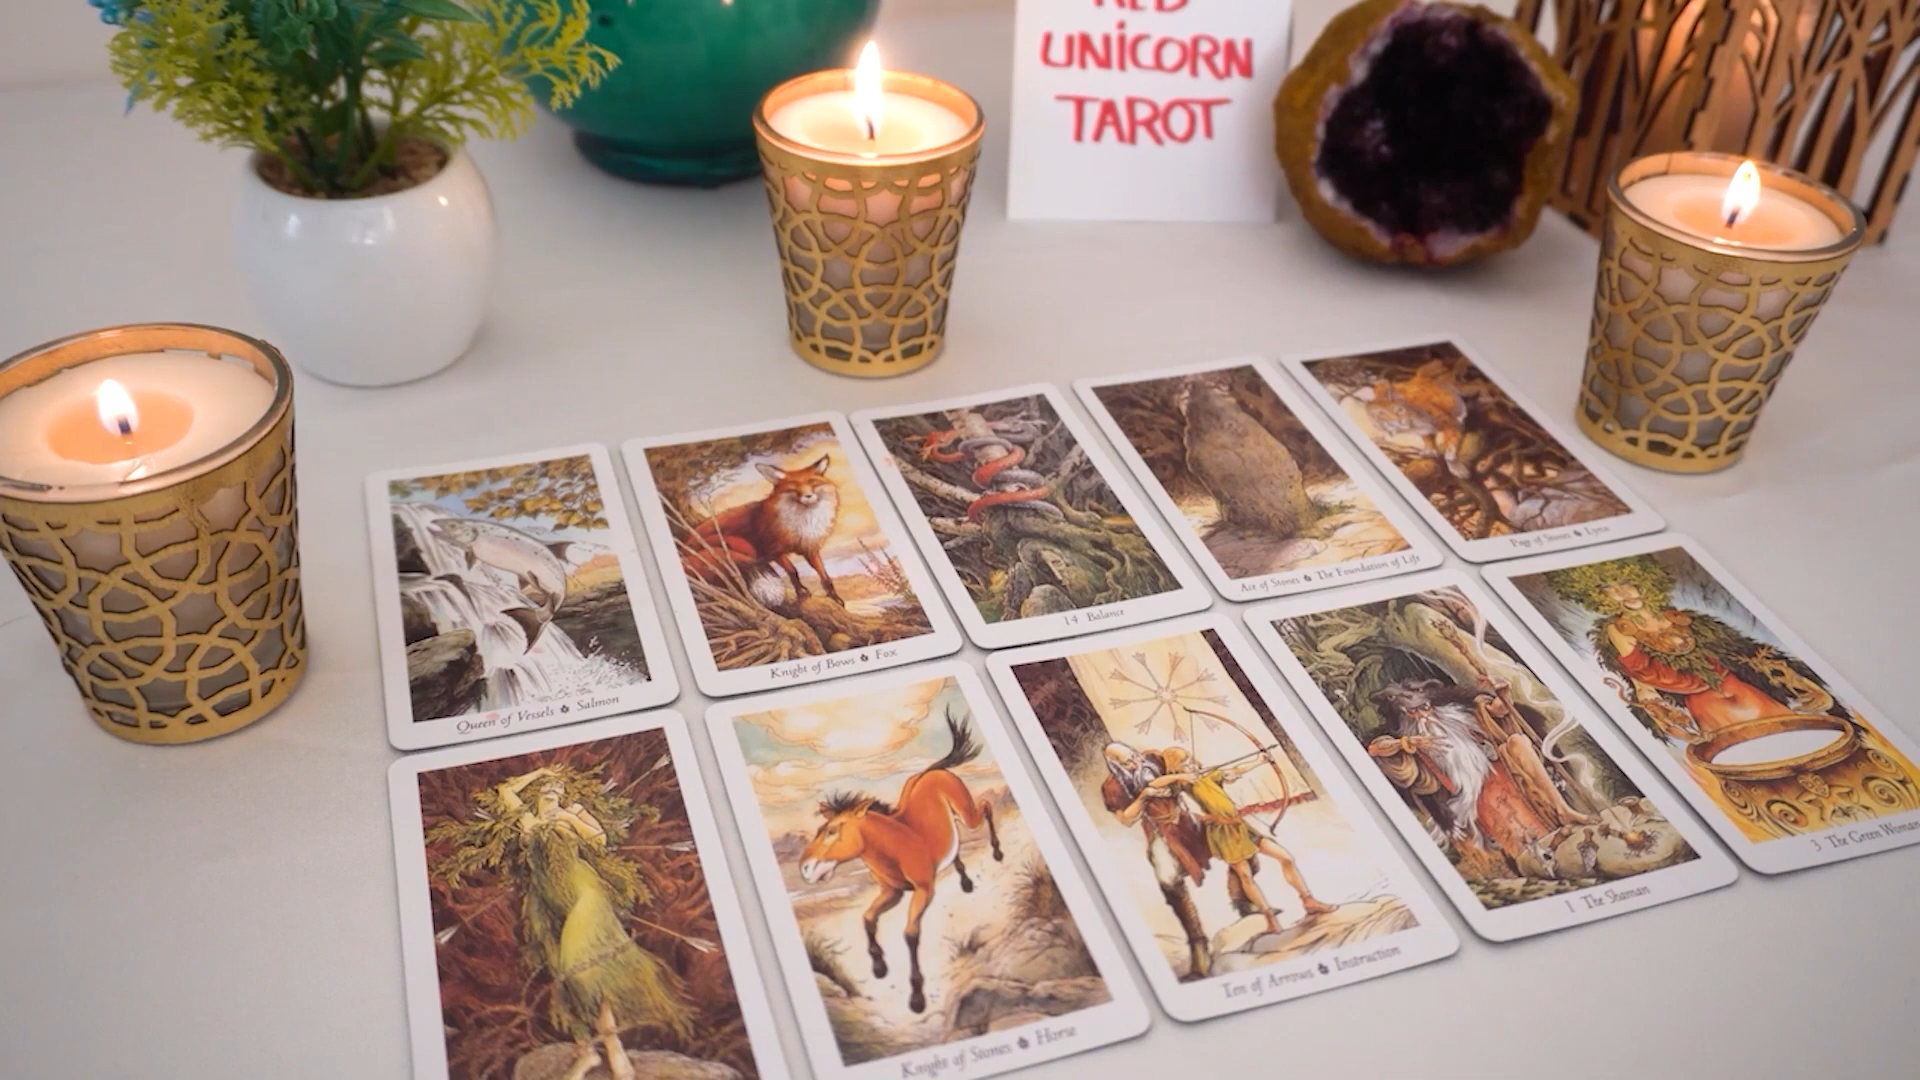 RED
UNICORN
TAROT
Queen of Vessels Salmon
Knight of Bows Fox
14 Balance
Ace of Stones The Foundation of Life
Page of Stones Lynx
Knight of Stones Horse
Ten of Arrows Instruction
1 The Shaman
3 The Green Woman